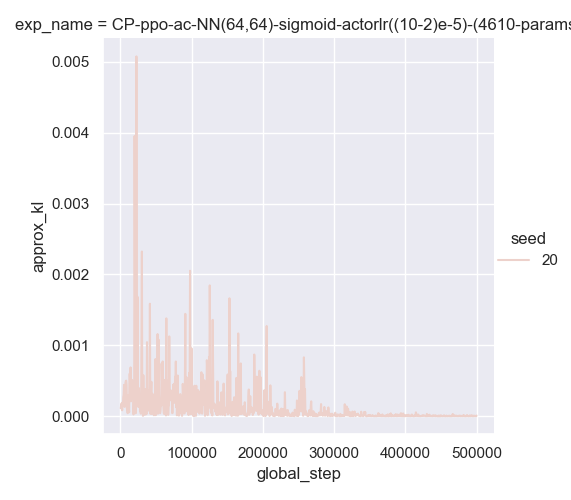 exp_name = CP-ppo-ac-NN(64,64)-sigmoid-actorlr((10-2)e-5)-(4610-params
0.005
0.004
0.003
0.002
0.001
0.000
approx_kl
seed
20
0 100000 200000 300000 400000 500000
global_step